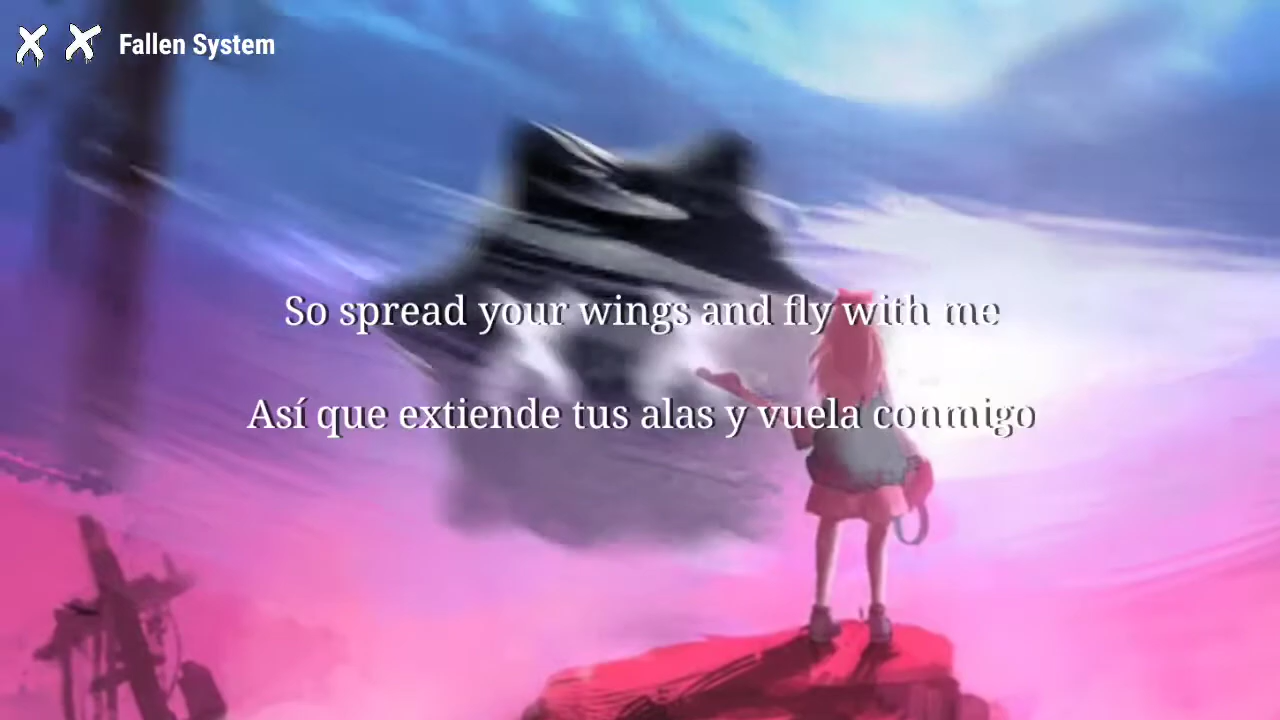 Fallen System
So spread your wings and fly with me
Así que extiende tus alas y vuela conmigo